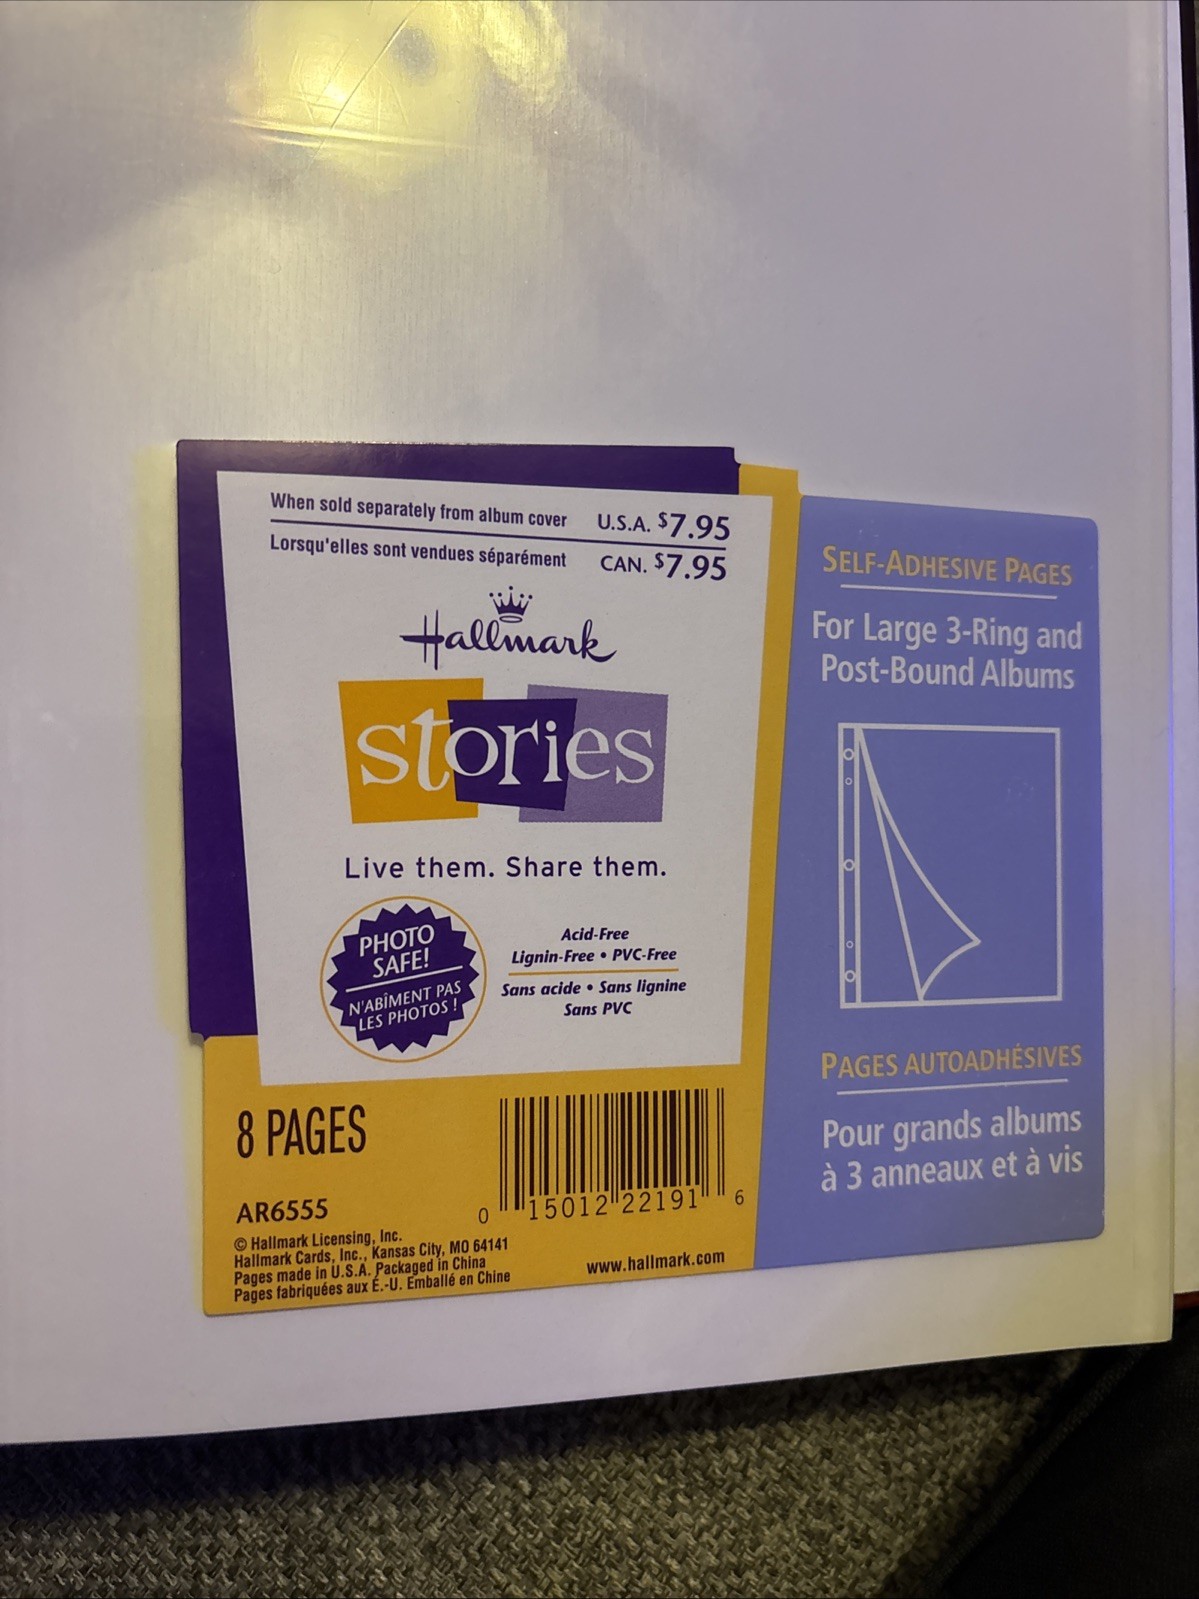 When sold separately from album cover U.S.A. $7.95
Lorsqu'elles sont vendues séparément CAN. $7.95
Hallmark
stories
Live them. Share them.
PHOTO
SAFE!
N'ABÎMENT PAS
LES PHOTOS !
Acid-Free
Lignin-Free • PVC-Free
Sans acide • Sans lignine
Sans PVC
8 PAGES
AR6555
© Hallmark Licensing, Inc.
Hallmark Cards, Inc., Kansas City, MO 64141
Pages made in U.S.A. Packaged in China
Pages fabriquées aux É.-U. Emballé en Chine
0 15012 22191 6
www.hallmark.com
SELF-ADHESIVE PAGES
For Large 3-Ring and
Post-Bound Albums
PAGES AUTOADHÉSIVES
Pour grands albums
à 3 anneaux et à vis